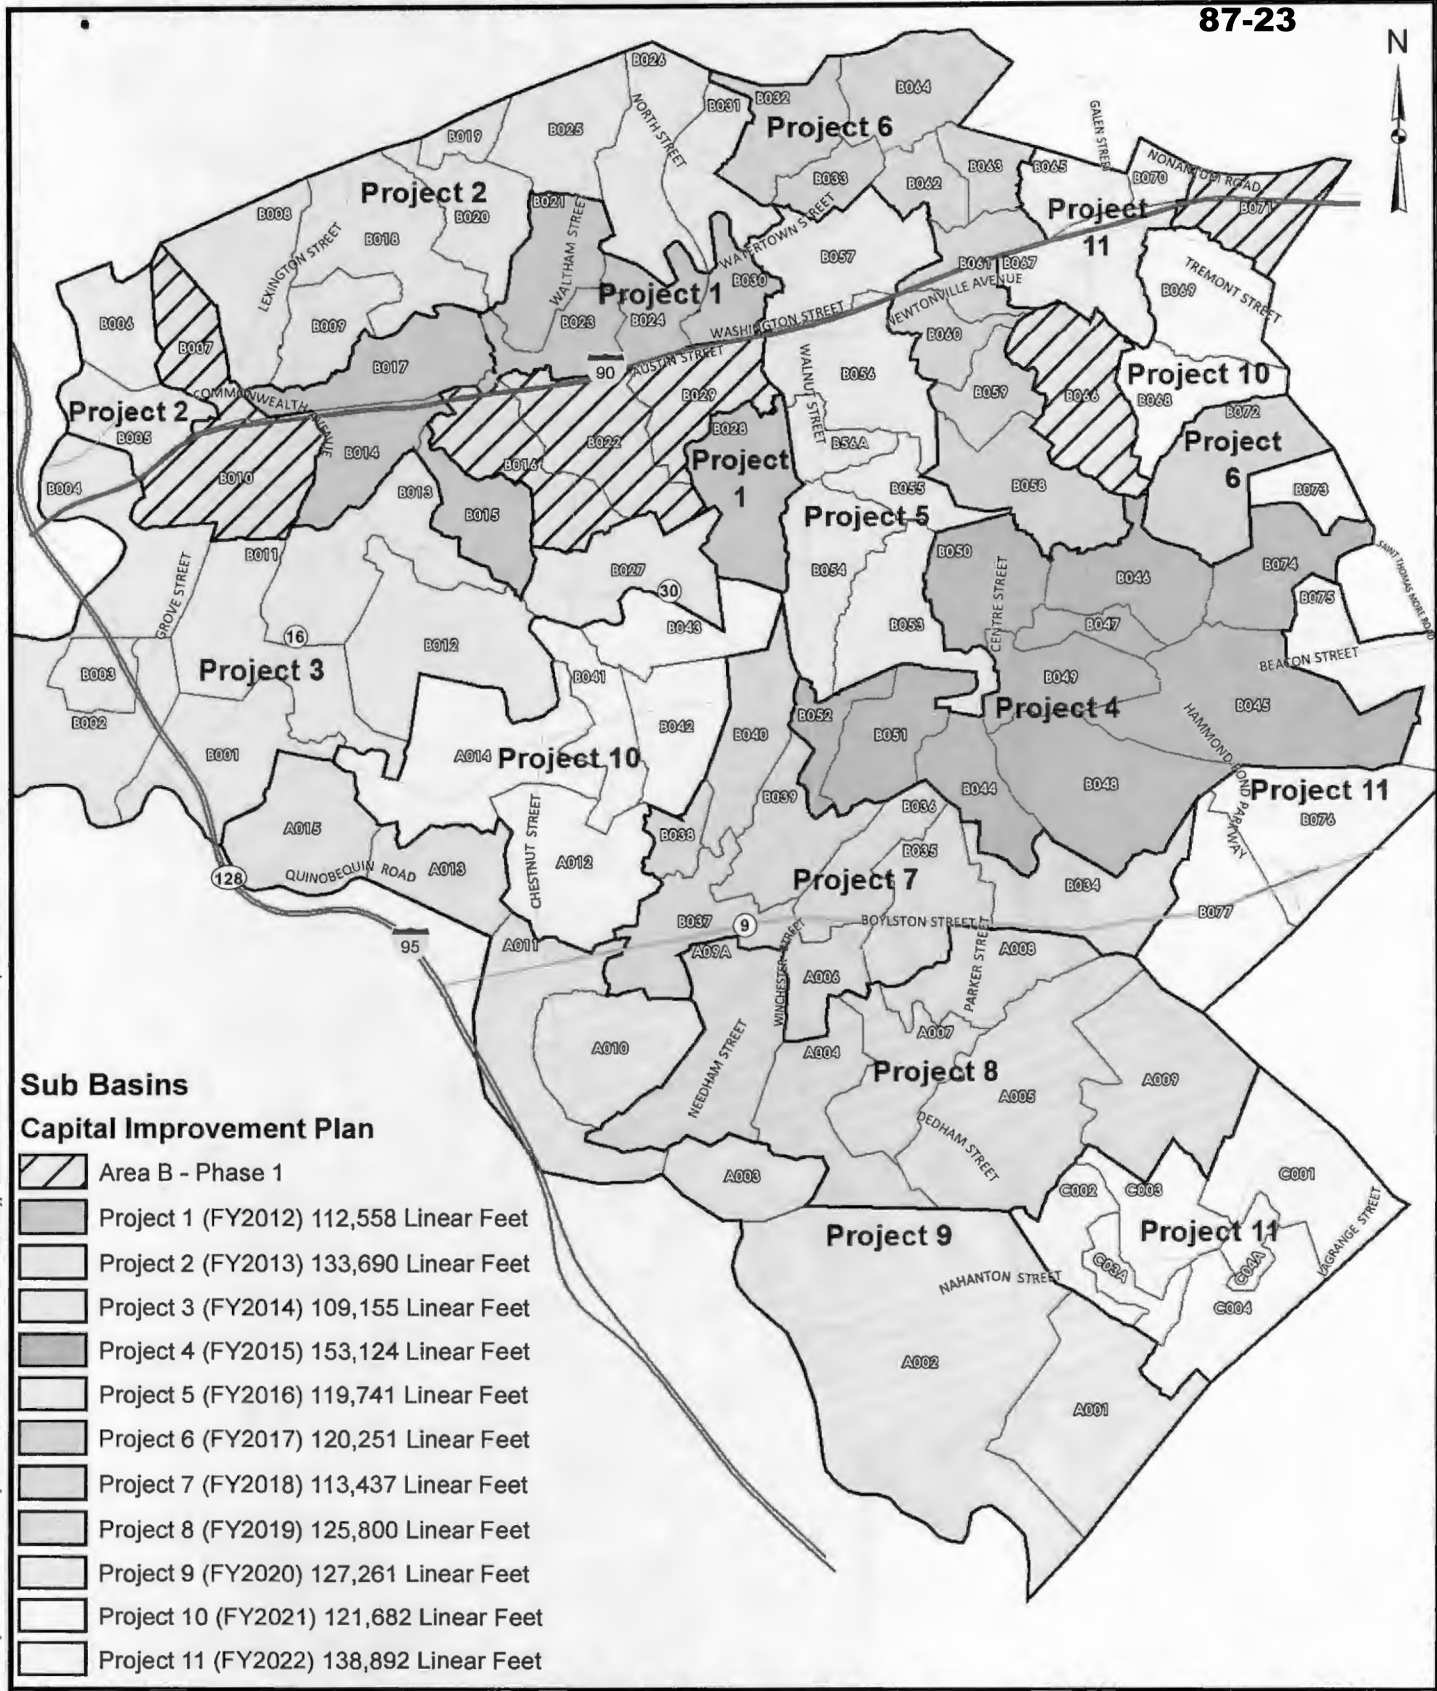 87-23
N
B026
B064
B031
B032
Project 6
B019
B025
NORTH STREET
GALEN STREET
NONANTUM ROAD
B063
B065
B070
B033
B062
Project 2
B021
B071
B008
B020
Project
11
B018
LEXINGTON STREET
WALTHAM STREET
WATERTOWN STREET
B057
B061
B067
B030
Project 1
B069
TREMONT STREET
NEWTONVILLE AVENUE
B006
B009
B023
B024
WASHINGTON STREET
B060
B007
AUSTIN STREET
90
B017
WALNUT STREET
B056
Project 10
B059
B066
B068
COMMONWEALTH AVENUE
B029
Project 2
B072
B005
B028
B022
B56A
Project
6
B014
Project
1
B016
B010
B004
B013
B055
B058
B073
B015
Project 5
B050
B011
B054
B027
B046
B074
SAINT THOMAS MORE ROAD
GROVE STREET
30
CENTRE STREET
B075
16
B043
B053
B047
B012
BEACON STREET
B003
Project 3
B041
B049
B002
B052
Project 4
B045
B042
B040
B051
HAMMOND POND PARKWAY
B001
A014
Project 10
B048
B044
Project 11
B039
B036
B076
A015
CHESTNUT STREET
B038
B035
A012
A013
QUINOBEQUIN ROAD
128
Project 7
B034
B077
B037
9
BOYLSTON STREET
95
A011
A09A
WINCHESTER STREET
A006
PARKER STREET
A008
A010
NEEDHAM STREET
A004
A007
Project 8
A005
A009
DEDHAM STREET
A003
C002
C003
C001
Project 9
Project 11
LAGRANGE STREET
C03A
C04A
NAHANTON STREET
C004
A002
A001
Sub Basins
Capital Improvement Plan
Area B - Phase 1
Project 1 (FY2012) 112,558 Linear Feet
Project 2 (FY2013) 133,690 Linear Feet
Project 3 (FY2014) 109,155 Linear Feet
Project 4 (FY2015) 153,124 Linear Feet
Project 5 (FY2016) 119,741 Linear Feet
Project 6 (FY2017) 120,251 Linear Feet
Project 7 (FY2018) 113,437 Linear Feet
Project 8 (FY2019) 125,800 Linear Feet
Project 9 (FY2020) 127,261 Linear Feet
Project 10 (FY2021) 121,682 Linear Feet
Project 11 (FY2022) 138,892 Linear Feet